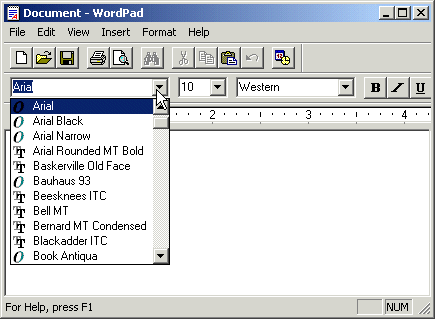 Document - WordPad
File Edit View Insert Format Help
Arial 10 Western B I U
Arial
Arial Black
Arial Narrow
Arial Rounded MT Bold
Baskerville Old Face
Bauhaus 93
Beesknees ITC
Bell MT
Bernard MT Condensed
Blackadder ITC
Book Antiqua
2 3 4
For Help, press F1 NUM